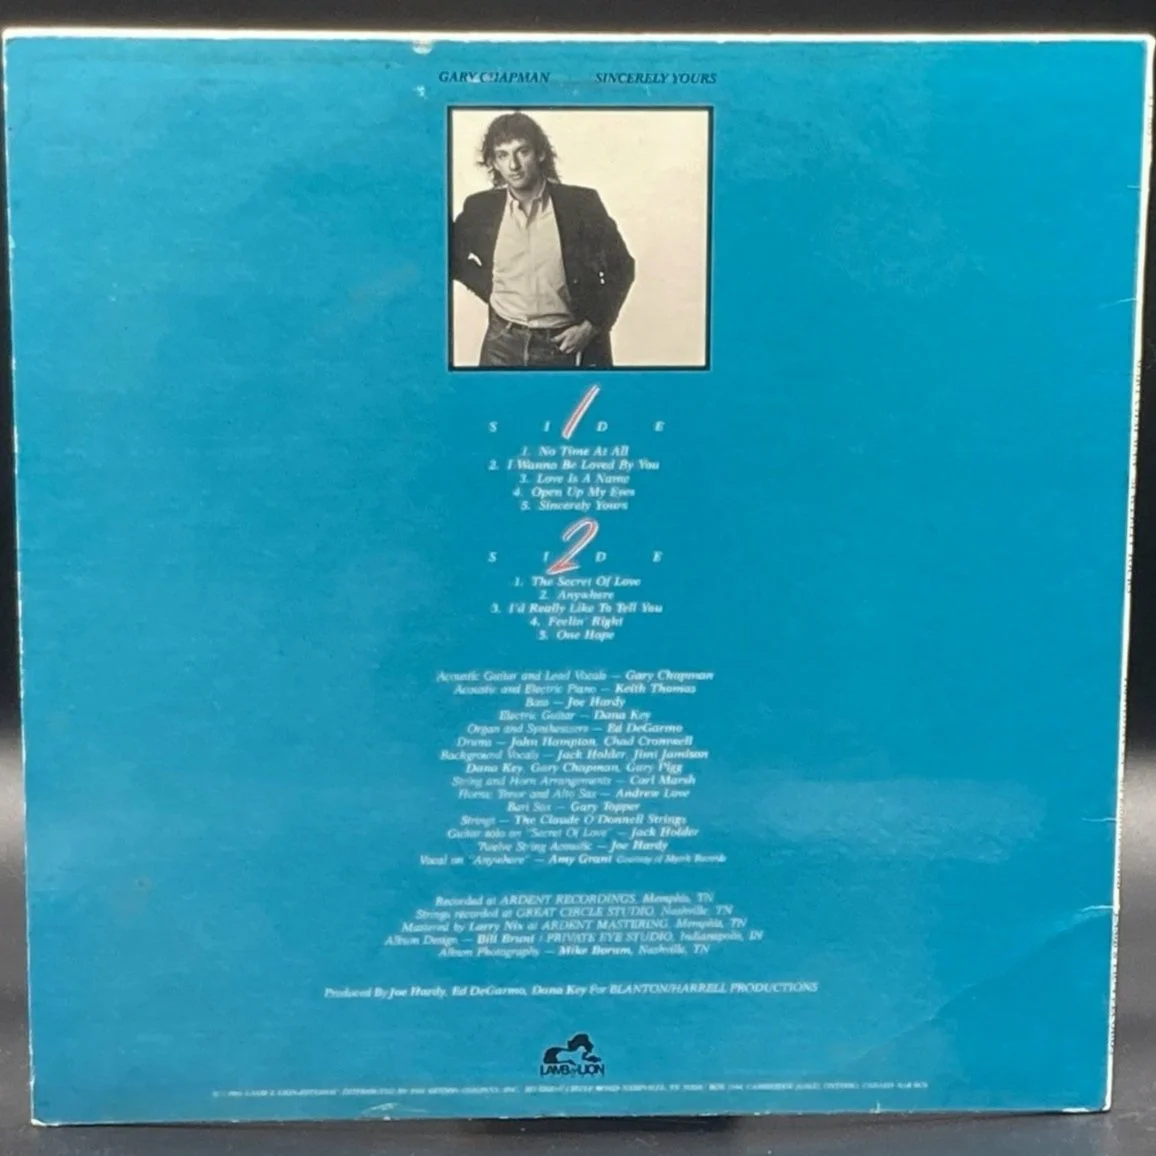 GARY CHAPMAN SINCERELY YOURS
SIDE 1
1. No Time At All
2. I Wanna Be Loved By You
3. Love Is A Name
4. Open Up My Eyes
5. Sincerely Yours
SIDE 2
1. The Secret Of Love
2. Anywhere
3. I'd Really Like To Tell You
4. Feelin' Right
5. One Hope
Acoustic Guitar and Lead Vocals — Gary Chapman
Acoustic and Electric Piano — Keith Thomas
Bass — Joe Hardy
Electric Guitar — Dana Key
Organ and Synthesizers — Ed DeGarmo
Drums — John Hampton, Chad Cromwell
Background Vocals — Jack Holder, Jimi Jamison
Dana Key, Gary Chapman, Gary Pigg
String and Horn Arrangements — Carl Marsh
Horns: Tenor and Alto Sax — Andrew Love
Bari Sax — Gary Topper
Strings — The Claude O'Donnell Strings
Guitar solo on "Secret Of Love" — Jack Holder
Twelve String Acoustic — Joe Hardy
Vocal on "Anywhere" — Amy Grant Courtesy of Myrrh Records
Recorded at ARDENT RECORDINGS, Memphis, TN
Strings recorded at GREAT CIRCLE STUDIO, Nashville, TN
Mastered by Larry Nix at ARDENT MASTERING, Memphis, TN
Album Design — Bill Brunt / PRIVATE EYE STUDIO, Indianapolis, IN
Album Photography — Mike Borum, Nashville, TN
Produced By Joe Hardy, Ed DeGarmo, Dana Key For BLANTON/HARRELL PRODUCTIONS
LAMB & LION